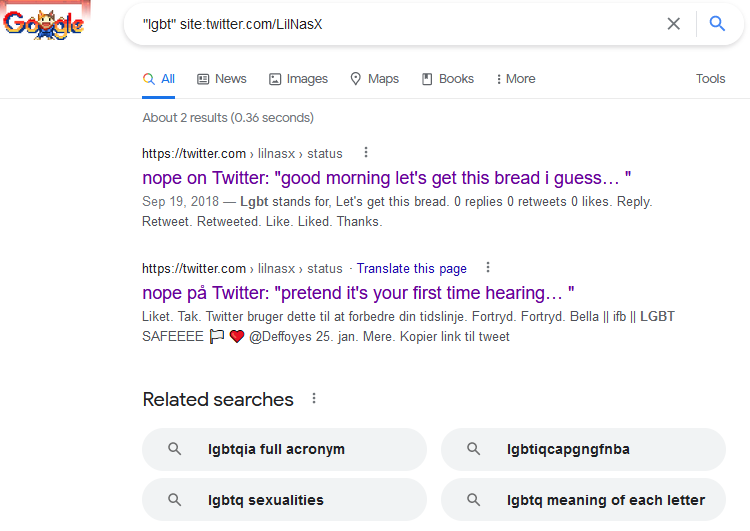 Google
"lgbt" site:twitter.com/LilNasX
All News Images Maps Books More Tools
About 2 results (0.36 seconds)
https://twitter.com › lilnasx › status
nope on Twitter: "good morning let's get this bread i guess… "
Sep 19, 2018 — Lgbt stands for, Let's get this bread. 0 replies 0 retweets 0 likes. Reply.
Retweet. Retweeted. Like. Liked. Thanks.
https://twitter.com › lilnasx › status · Translate this page
nope på Twitter: "pretend it's your first time hearing… "
Liket. Tak. Twitter bruger dette til at forbedre din tidslinje. Fortryd. Fortryd. Bella || ifb || LGBT
SAFEEEE 🏳️ ❤️ @Deffoyes 25. jan. Mere. Kopier link til tweet
Related searches
lgbtqia full acronym
lgbtiqcapgngfnba
lgbtq sexualities
lgbtq meaning of each letter